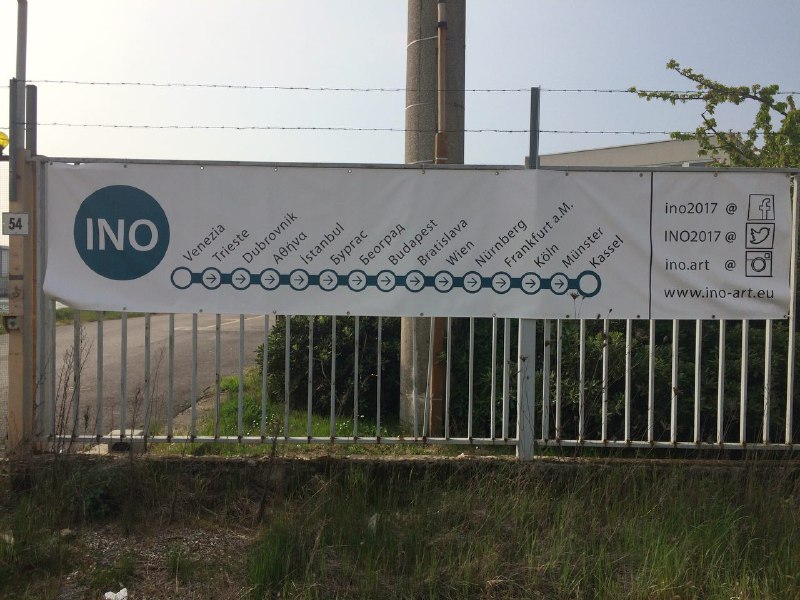 54
INO
Venezia
Trieste
Dubrovnik
Αθήνα
İstanbul
Бургас
Београд
Budapest
Bratislava
Wien
Nürnberg
Frankfurt a.M.
Köln
Münster
Kassel
ino2017 @
INO2017 @
ino.art @
www.ino-art.eu